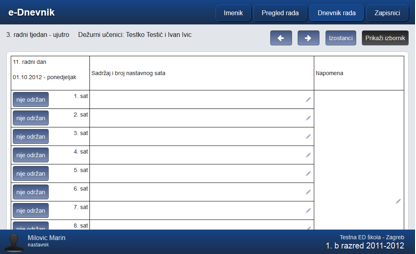 e-Dnevnik
Imenik Pregled rada Dnevnik rada Zapisnici
3. radni tjedan - ujutro Dežurni učenici: Testko Testić i Ivan Ivic
Izostanci Prikaži izbornik
11. radni dan
01.10.2012 - ponedjeljak
Sadržaj i broj nastavnog sata
Napomena
nije održan 1. sat
nije održan 2. sat
nije održan 3. sat
nije održan 4. sat
nije održan 5. sat
nije održan 6. sat
nije održan 7. sat
nije održan 8. sat
Milovic Marin
nastavnik
Testna ED škola - Zagreb
1. b razred 2011-2012